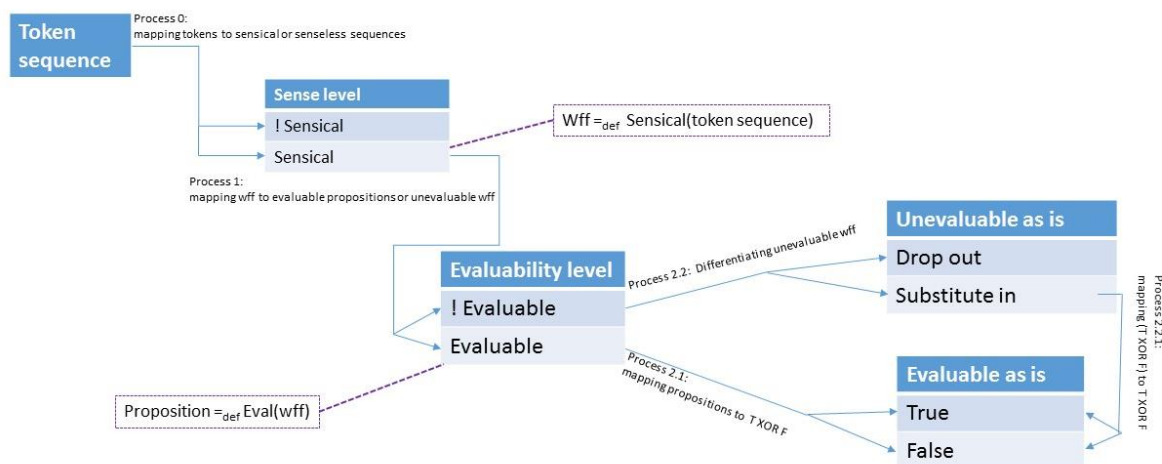 Token
sequence
Process 0:
mapping tokens to sensical or senseless sequences
Sense level
! Sensical
Sensical
Wff =def Sensical(token sequence)
Process 1:
mapping wff to evaluable propositions or unevaluable wff
Evaluability level
! Evaluable
Evaluable
Proposition =def Eval(wff)
Process 2.2: Differentiating unevaluable wff
Unevaluable as is
Drop out
Substitute in
Process 2.2.1:
mapping (T XOR F) to T XOR F
Process 2.1:
mapping propositions to T XOR F
Evaluable as is
True
False